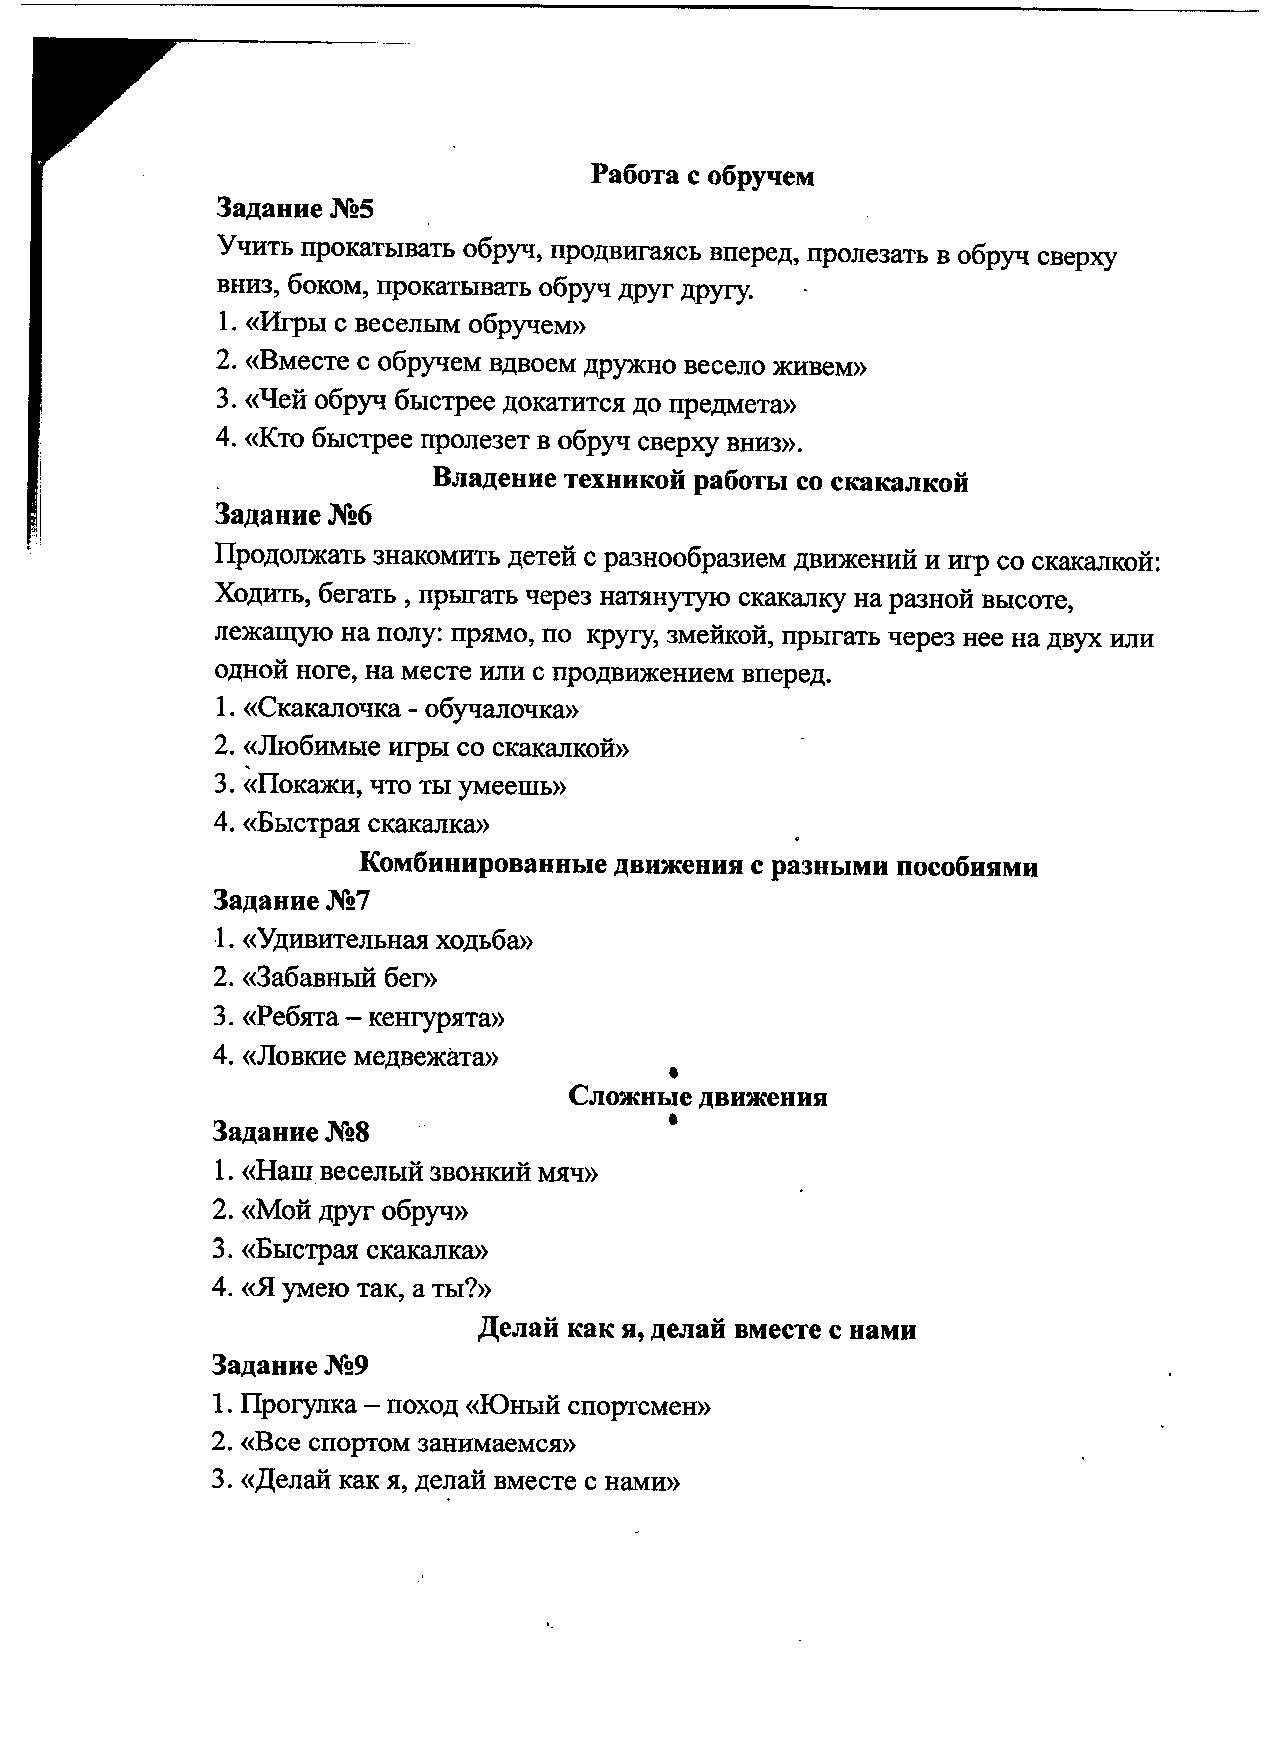 Работа с обручем
Задание №5
Учить прокатывать обруч, продвигаясь вперед, пролезать в обруч сверху
вниз, боком, прокатывать обруч друг другу.
1. «Игры с веселым обручем»
2. «Вместе с обручем вдвоем дружно весело живем»
3. «Чей обруч быстрее докатится до предмета»
4. «Кто быстрее пролезет в обруч сверху вниз».
Владение техникой работы со скакалкой
Задание №6
Продолжать знакомить детей с разнообразием движений и игр со скакалкой:
Ходить, бегать , прыгать через натянутую скакалку на разной высоте,
лежащую на полу: прямо, по  кругу, змейкой, прыгать через нее на двух или
одной ноге, на месте или с продвижением вперед.
1. «Скакалочка - обучалочка»
2. «Любимые игры со скакалкой»
3. «Покажи, что ты умеешь»
4. «Быстрая скакалка»
Комбинированные движения с разными пособиями
Задание №7
1. «Удивительная ходьба»
2. «Забавный бег»
3. «Ребята – кенгурята»
4. «Ловкие медвежата»
Сложные движения
Задание №8
1. «Наш веселый звонкий мяч»
2. «Мой друг обруч»
3. «Быстрая скакалка»
4. «Я умею так, а ты?»
Делай как я, делай вместе с нами
Задание №9
1. Прогулка – поход «Юный спортсмен»
2. «Все спортом занимаемся»
3. «Делай как я, делай вместе с нами»